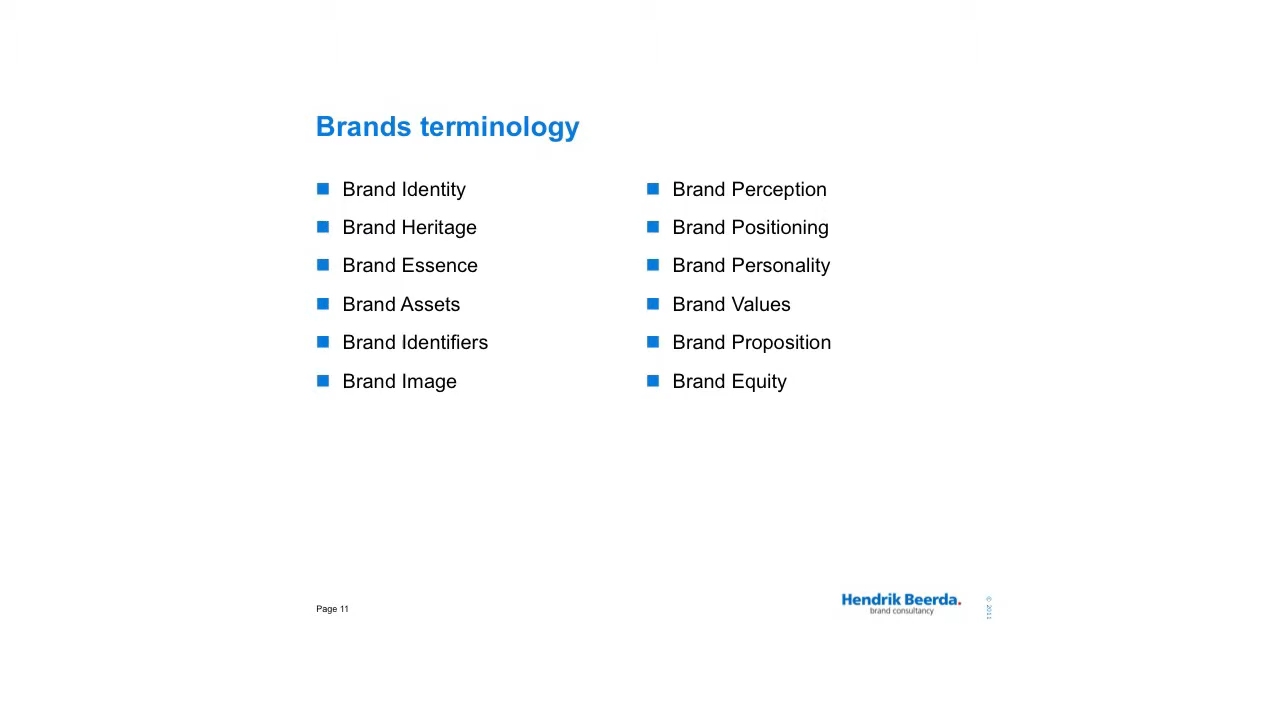 Brands terminology
Brand Identity
Brand Heritage
Brand Essence
Brand Assets
Brand Identifiers
Brand Image
Brand Perception
Brand Positioning
Brand Personality
Brand Values
Brand Proposition
Brand Equity
Page 11
Hendrik Beerda.
brand consultancy
© 2011